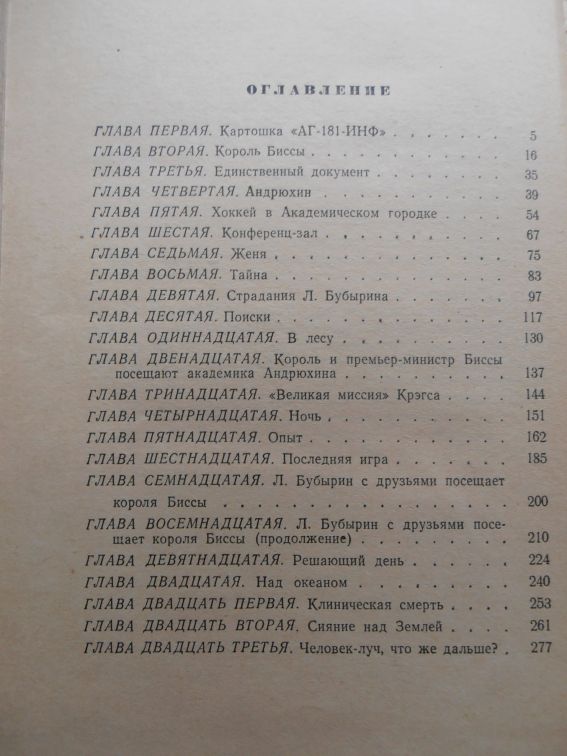 ОГЛАВЛЕНИЕ
ГЛАВА ПЕРВАЯ. Картошка «АГ-181-ИНФ» . . . . . . . 5
ГЛАВА ВТОРАЯ. Король Биссы . . . . . . . . . . . 16
ГЛАВА ТРЕТЬЯ. Единственный документ . . . . . . . 35
ГЛАВА ЧЕТВЕРТАЯ. Андрюхин . . . . . . . . . . 39
ГЛАВА ПЯТАЯ. Хоккей в Академическом городке . . . . 54
ГЛАВА ШЕСТАЯ. Конференц-зал . . . . . . . . . . 67
ГЛАВА СЕДЬМАЯ. Женя . . . . . . . . . . . . 75
ГЛАВА ВОСЬМАЯ. Тайна . . . . . . . . . . . . 83
ГЛАВА ДЕВЯТАЯ. Страдания Л. Бубырина . . . . . . . 97
ГЛАВА ДЕСЯТАЯ. Поиски . . . . . . . . . . . . 117
ГЛАВА ОДИННАДЦАТАЯ. В лесу . . . . . . . . . 130
ГЛАВА ДВЕНАДЦАТАЯ. Король и премьер-министр Биссы
посещают академика Андрюхина . . . . . . . . . 137
ГЛАВА ТРИНАДЦАТАЯ. «Великая миссия» Крэгса . . . . 144
ГЛАВА ЧЕТЫРНАДЦАТАЯ. Ночь . . . . . . . . . . 151
ГЛАВА ПЯТНАДЦАТАЯ. Опыт . . . . . . . . . . . 162
ГЛАВА ШЕСТНАДЦАТАЯ. Последняя игра . . . . . . 185
ГЛАВА СЕМНАДЦАТАЯ. Л. Бубырин с друзьями посещает
короля Биссы . . . . . . . . . . . . . . . . 200
ГЛАВА ВОСЕМНАДЦАТАЯ. Л. Бубырин с друзьями посе-
щает короля Биссы (продолжение) . . . . . . . . 210
ГЛАВА ДЕВЯТНАДЦАТАЯ. Решающий день . . . . . . 224
ГЛАВА ДВАДЦАТАЯ. Над океаном . . . . . . . . . 240
ГЛАВА ДВАДЦАТЬ ПЕРВАЯ. Клиническая смерть . . . . 253
ГЛАВА ДВАДЦАТЬ ВТОРАЯ. Сияние над Землей . . . . 261
ГЛАВА ДВАДЦАТЬ ТРЕТЬЯ. Человек-луч, что же дальше? . 277